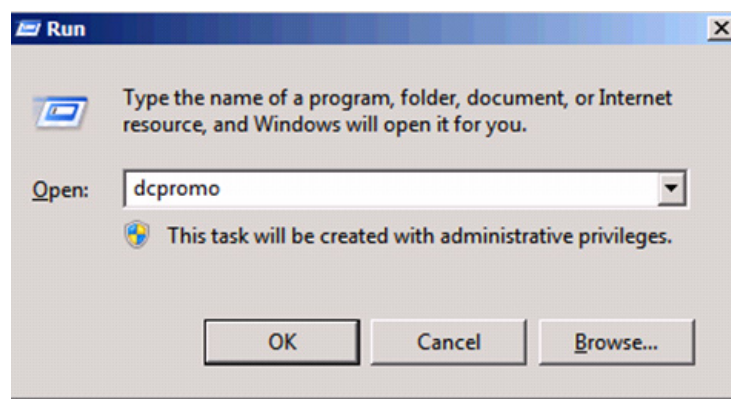 Run
Type the name of a program, folder, document, or Internet
resource, and Windows will open it for you.
Open: dcpromo
This task will be created with administrative privileges.
OK Cancel Browse...